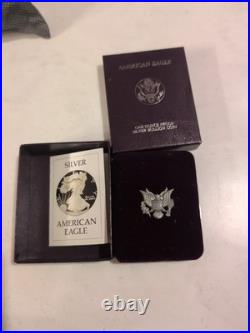 AMERICAN EAGLE
ONE OUNCE PROOF
SILVER BULLION COIN
SILVER
AMERICAN
EAGLE